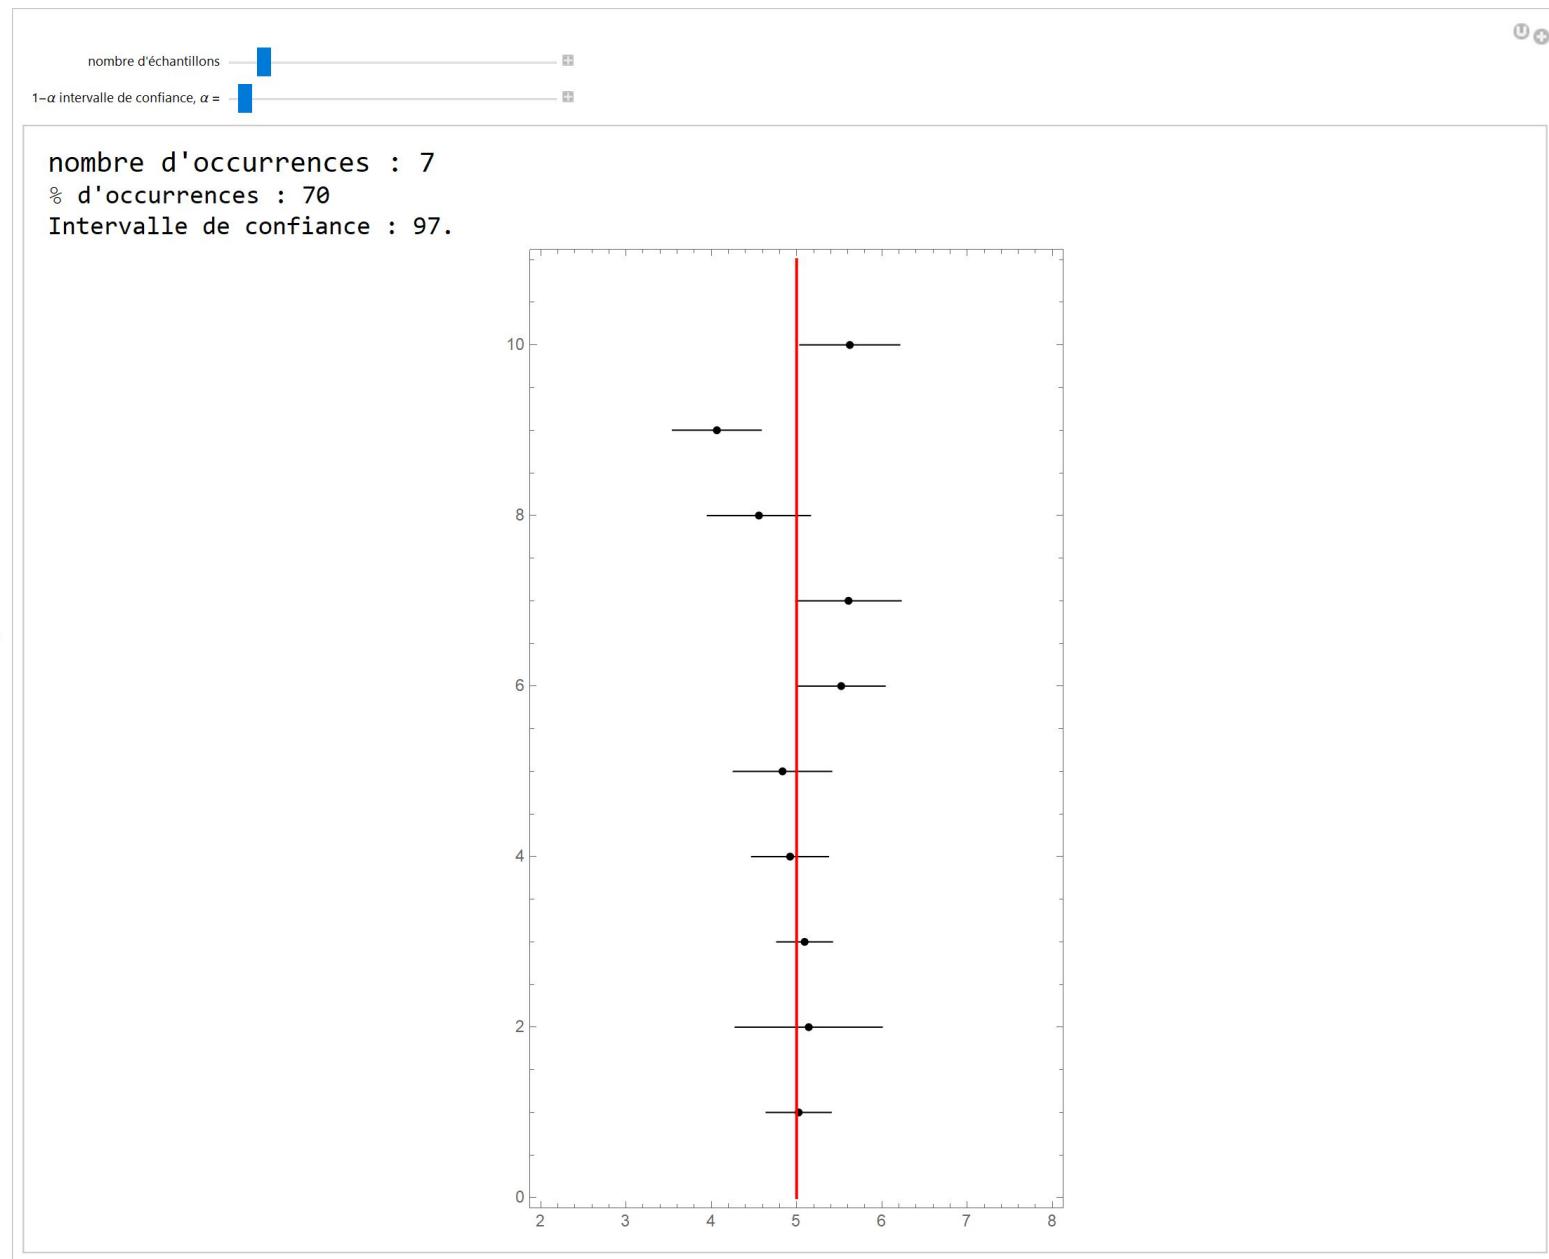 nombre d'échantillons
1−α intervalle de confiance, α =
nombre d'occurrences : 7
% d'occurrences : 70
Intervalle de confiance : 97.
10
8
6
4
2
0
2 3 4 5 6 7 8